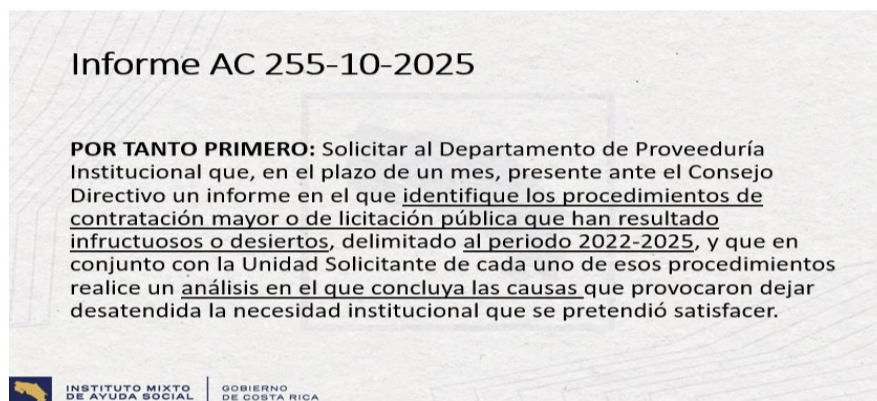 Informe AC 255-10-2025
POR TANTO PRIMERO: Solicitar al Departamento de Proveeduría
Institucional que, en el plazo de un mes, presente ante el Consejo
Directivo un informe en el que identifique los procedimientos de
contratación mayor o de licitación pública que han resultado
infructuosos o desiertos, delimitado al periodo 2022-2025, y que en
conjunto con la Unidad Solicitante de cada uno de esos procedimientos
realice un análisis en el que concluya las causas que provocaron dejar
desatendida la necesidad institucional que se pretendió satisfacer.
INSTITUTO MIXTO
DE AYUDA SOCIAL
GOBIERNO
DE COSTA RICA